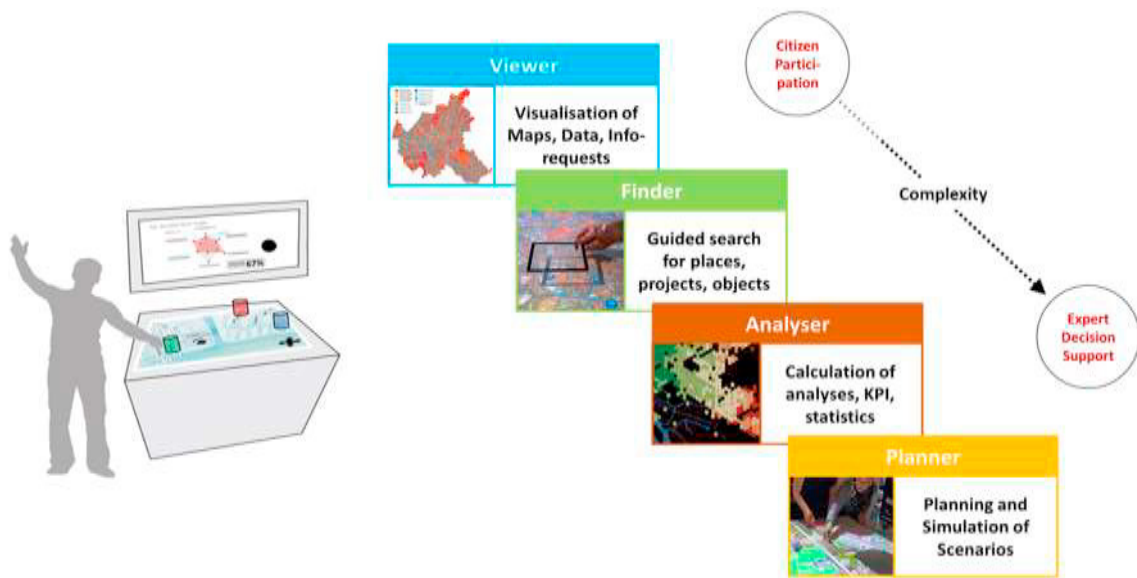 Viewer
Visualisation of
Maps, Data, Info-
requests
Finder
Guided search
for places,
projects, objects
Analyser
Calculation of
analyses, KPI,
statistics
Planner
Planning and
Simulation of
Scenarios
Citizen
Partici-
pation
Complexity
Expert
Decision
Support
67%